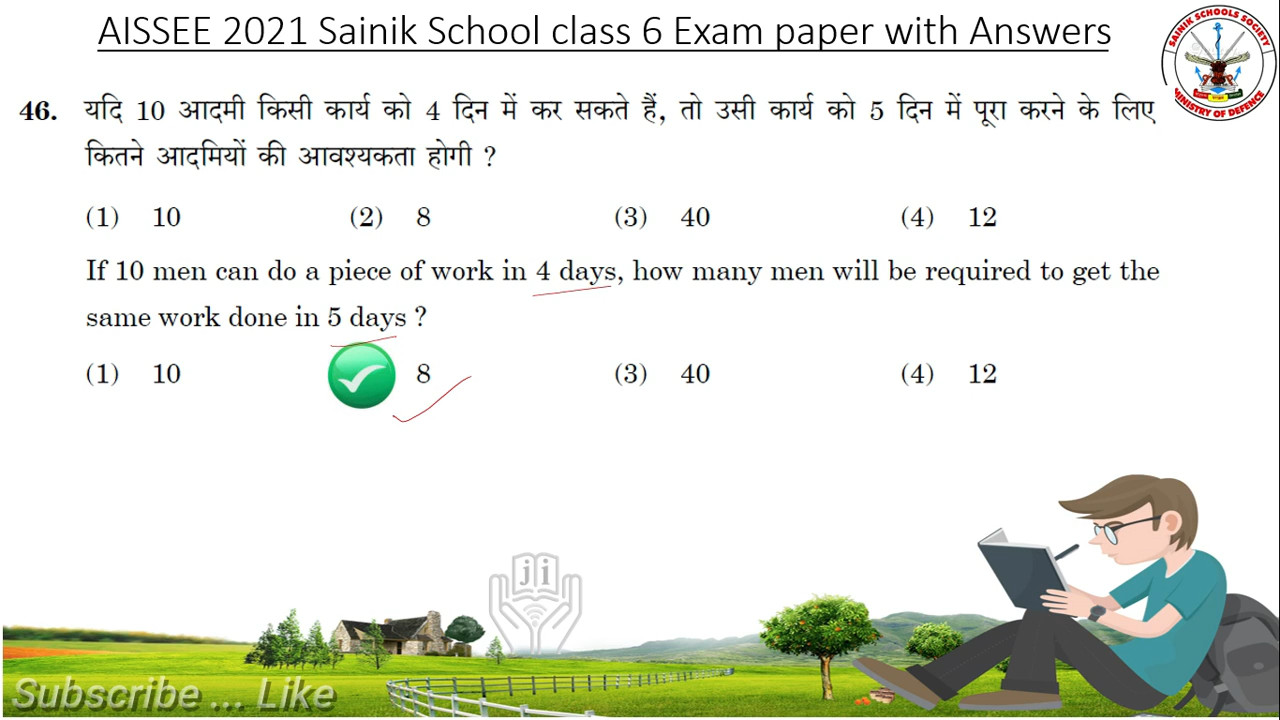 AISSEE 2021 Sainik School class 6 Exam paper with Answers
SAINIK SCHOOLS SOCIETY
MINISTRY OF DEFENCE
46. यदि 10 आदमी किसी कार्य को 4 दिन में कर सकते हैं, तो उसी कार्य को 5 दिन में पूरा करने के लिए
कितने आदमियों की आवश्यकता होगी ?
(1) 10 (2) 8 (3) 40 (4) 12
If 10 men can do a piece of work in 4 days, how many men will be required to get the
same work done in 5 days ?
(1) 10 8 (3) 40 (4) 12
ji
Subscribe ... Like